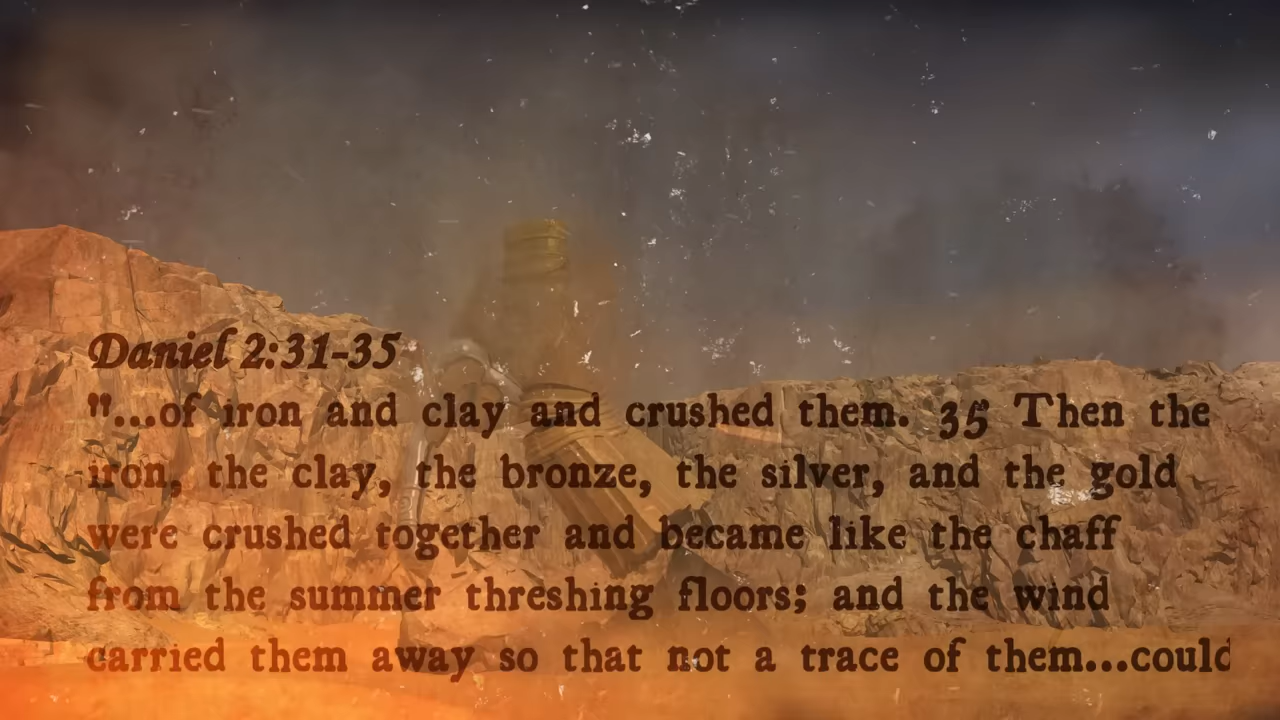 Daniel 2:31-35
"...of iron and clay and crushed them. 35 Then the
iron, the clay, the bronze, the silver, and the gold
were crushed together and became like the chaff
from the summer threshing floors; and the wind
carried them away so that not a trace of them...could